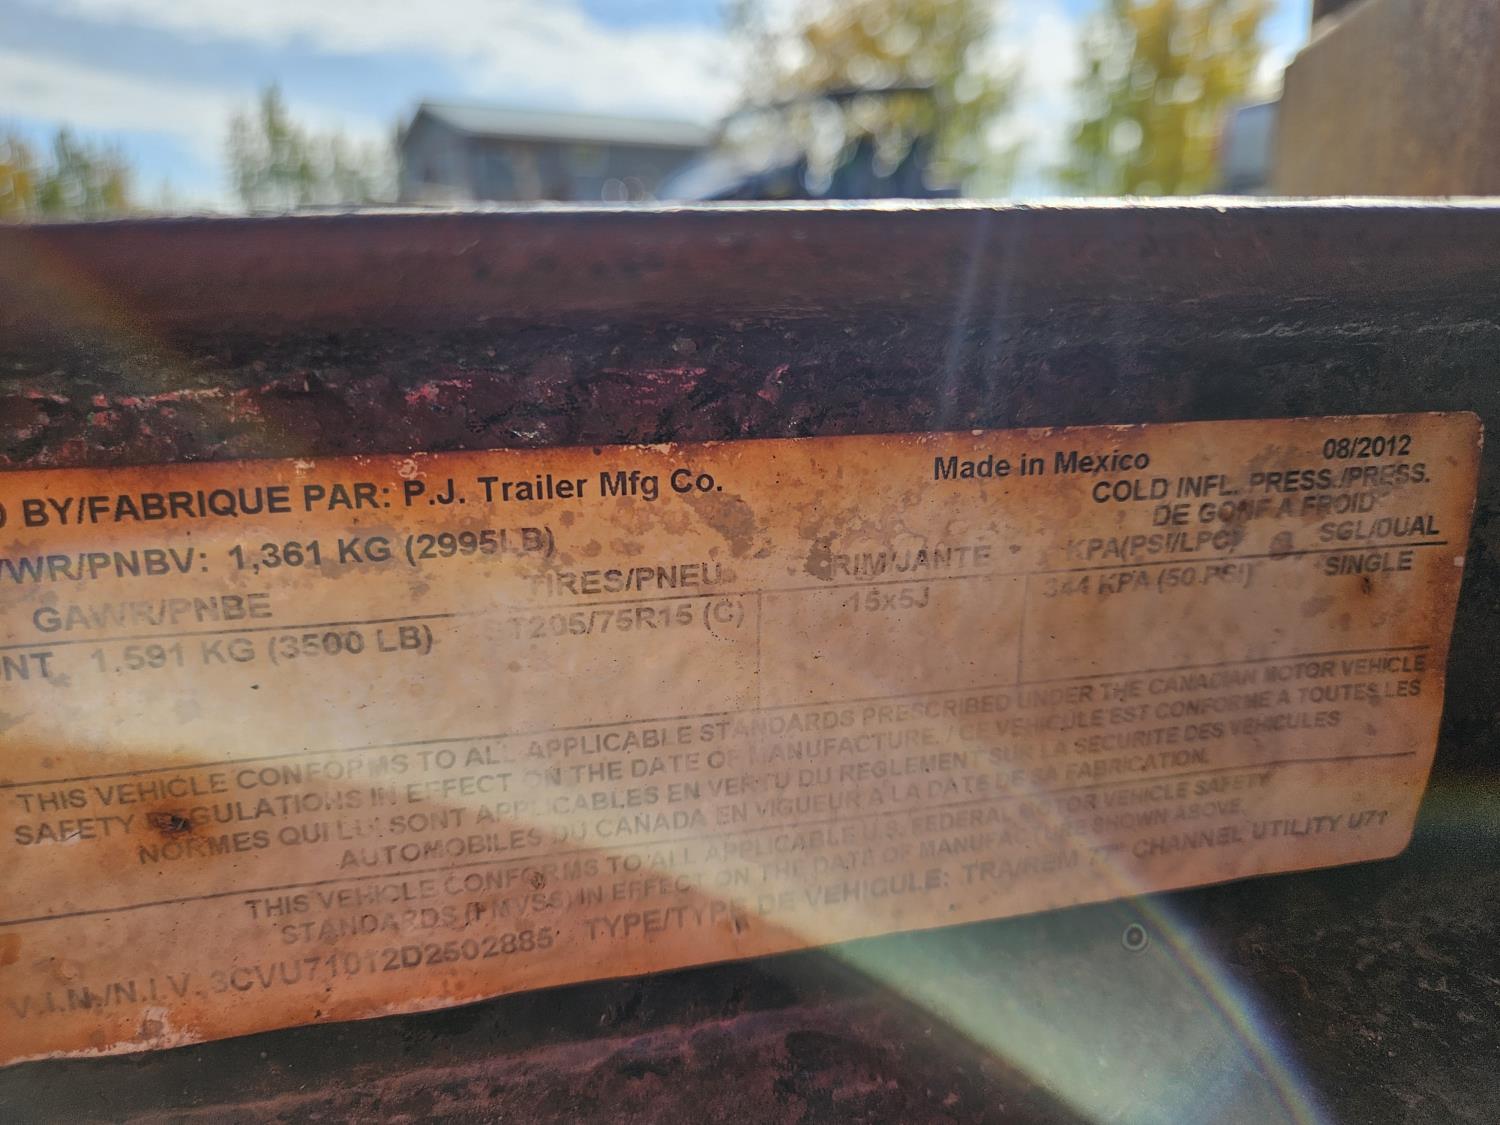 BY/FABRIQUE PAR: P.J. Trailer Mfg Co. Made in Mexico 08/2012
COLD INFL. PRESS./PRESS.
DE GONF A FROID
WR/PNBV: 1,361 KG (2995LB)
GAWR/PNBE TIRES/PNEU RIM/JANTE KPA(PSI/LPC) SGL/DUAL
NT 1,591 KG (3500 LB) ST205/75R15 (C) 15x5J 344 KPA (50 PSI) SINGLE
THIS VEHICLE CONFORMS TO ALL APPLICABLE STANDARDS PRESCRIBED UNDER THE CANADIAN MOTOR VEHICLE
SAFETY REGULATIONS IN EFFECT ON THE DATE OF MANUFACTURE. / CE VEHICULE EST CONFORME A TOUTES LES
NORMES QUI LUI SONT APPLICABLES EN VERTU DU REGLEMENT SUR LA SECURITE DES VEHICULES
AUTOMOBILES DU CANADA EN VIGUEUR A LA DATE DE SA FABRICATION.
THIS VEHICLE CONFORMS TO ALL APPLICABLE U.S. FEDERAL MOTOR VEHICLE SAFETY
STANDARDS (FMVSS) IN EFFECT ON THE DATE OF MANUFACTURE SHOWN ABOVE.
V.I.N./N.I.V. 3CVU71012D2502885 TYPE/TYPE DE VEHICULE: TRA/REM 77" CHANNEL UTILITY U71